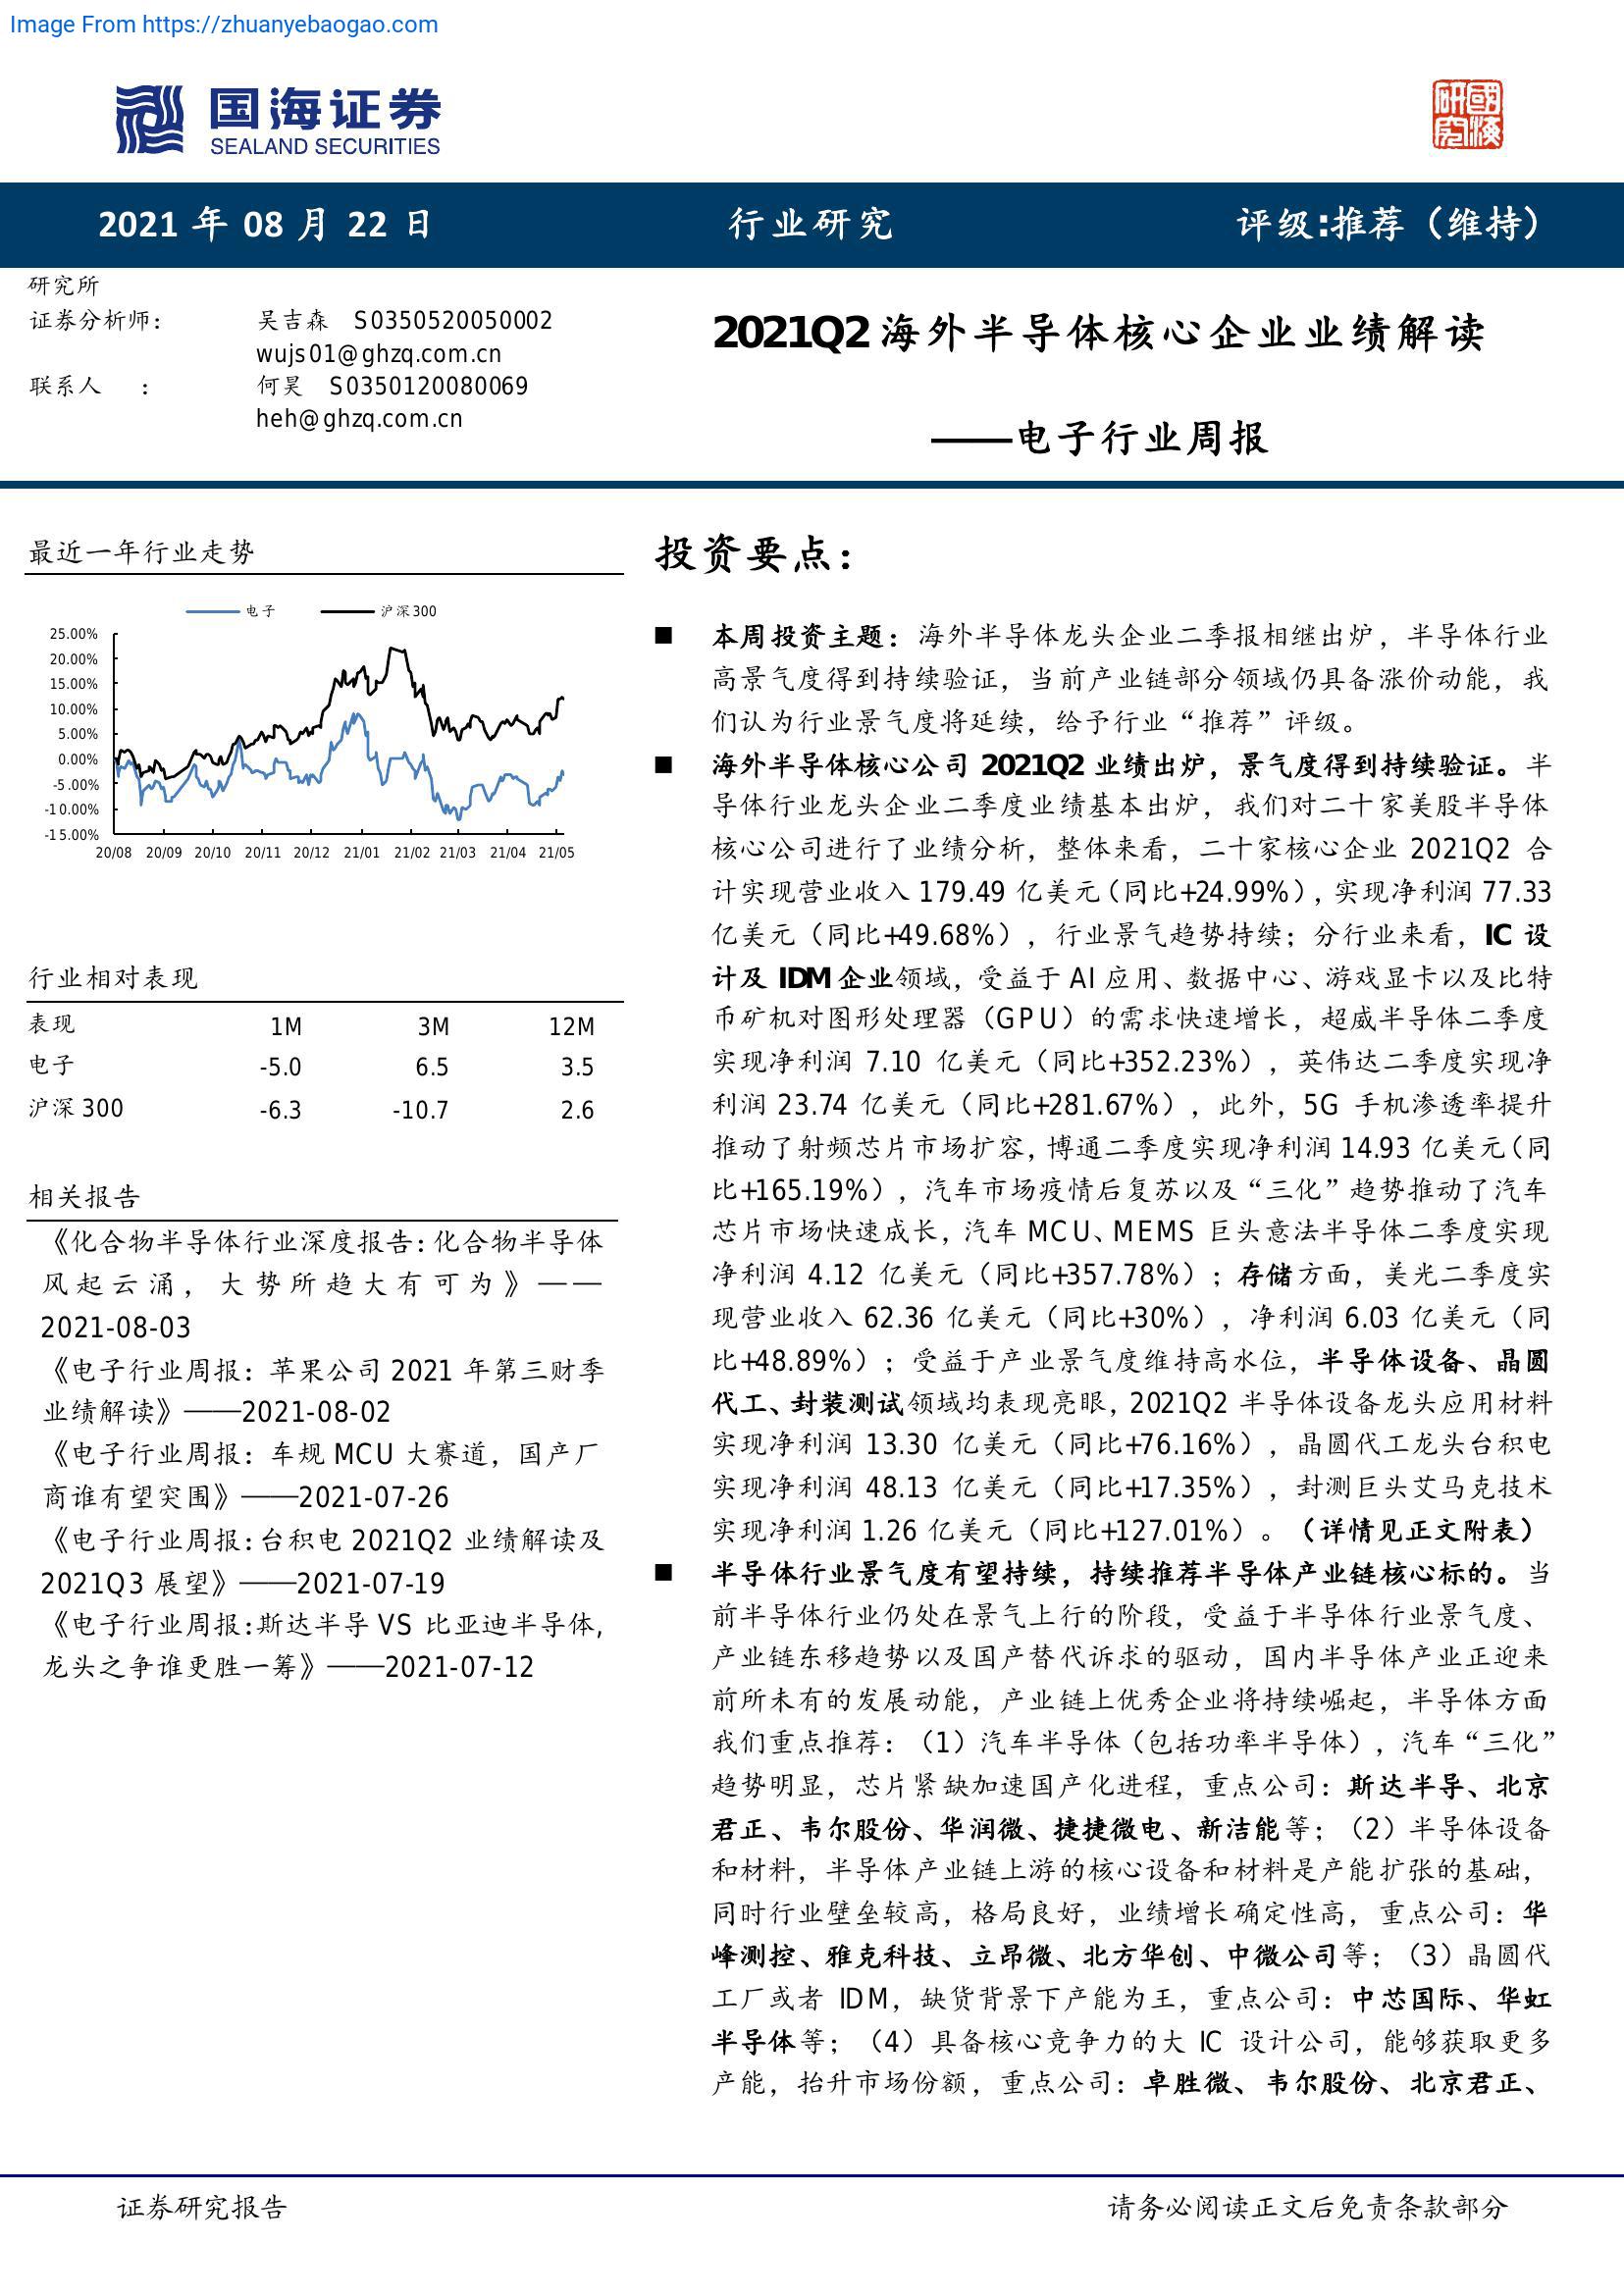 Image From https://zhuanyebaogao.com
国海证券
SEALAND SECURITIES
研究
國海
2021 年 08 月 22 日
行业研究
评级:推荐（维持）
研究所
证券分析师： 吴吉森 S0350520050002
wujs01@ghzq.com.cn
联系人 ： 何昊 S0350120080069
heh@ghzq.com.cn
2021Q2 海外半导体核心企业业绩解读
——电子行业周报
最近一年行业走势
电子 沪深300
25.00%
20.00%
15.00%
10.00%
5.00%
0.00%
-5.00%
-10.00%
-15.00%
20/08 20/09 20/10 20/11 20/12 21/01 21/02 21/03 21/04 21/05
行业相对表现
表现 1M 3M 12M
电子 -5.0 6.5 3.5
沪深 300 -6.3 -10.7 2.6
相关报告
《化合物半导体行业深度报告：化合物半导体
风起云涌，大势所趋大有可为》——
2021-08-03
《电子行业周报：苹果公司 2021 年第三财季
业绩解读》——2021-08-02
《电子行业周报：车规 MCU 大赛道，国产厂
商谁有望突围》——2021-07-26
《电子行业周报：台积电 2021Q2 业绩解读及
2021Q3 展望》——2021-07-19
《电子行业周报：斯达半导 VS 比亚迪半导体，
龙头之争谁更胜一筹》——2021-07-12
投资要点：
■ 本周投资主题：海外半导体龙头企业二季报相继出炉，半导体行业
高景气度得到持续验证，当前产业链部分领域仍具备涨价动能，我
们认为行业景气度将延续，给予行业“推荐”评级。
■ 海外半导体核心公司 2021Q2 业绩出炉，景气度得到持续验证。半
导体行业龙头企业二季度业绩基本出炉，我们对二十家美股半导体
核心公司进行了业绩分析，整体来看，二十家核心企业 2021Q2 合
计实现营业收入 179.49 亿美元（同比+24.99%），实现净利润 77.33
亿美元（同比+49.68%），行业景气趋势持续；分行业来看，IC 设
计及 IDM 企业领域，受益于 AI 应用、数据中心、游戏显卡以及比特
币矿机对图形处理器（GPU）的需求快速增长，超威半导体二季度
实现净利润 7.10 亿美元（同比+352.23%），英伟达二季度实现净
利润 23.74 亿美元（同比+281.67%），此外，5G 手机渗透率提升
推动了射频芯片市场扩容，博通二季度实现净利润 14.93 亿美元（同
比+165.19%），汽车市场疫情后复苏以及“三化”趋势推动了汽车
芯片市场快速成长，汽车 MCU、MEMS 巨头意法半导体二季度实现
净利润 4.12 亿美元（同比+357.78%）；存储方面，美光二季度实
现营业收入 62.36 亿美元（同比+30%），净利润 6.03 亿美元（同
比+48.89%）；受益于产业景气度维持高水位，半导体设备、晶圆
代工、封装测试领域均表现亮眼，2021Q2 半导体设备龙头应用材料
实现净利润 13.30 亿美元（同比+76.16%），晶圆代工龙头台积电
实现净利润 48.13 亿美元（同比+17.35%），封测巨头艾马克技术
实现净利润 1.26 亿美元（同比+127.01%）。（详情见正文附表）
■ 半导体行业景气度有望持续，持续推荐半导体产业链核心标的。当
前半导体行业仍处在景气上行的阶段，受益于半导体行业景气度、
产业链东移趋势以及国产替代诉求的驱动，国内半导体产业正迎来
前所未有的发展动能，产业链上优秀企业将持续崛起，半导体方面
我们重点推荐：（1）汽车半导体（包括功率半导体），汽车“三化”
趋势明显，芯片紧缺加速国产化进程，重点公司：斯达半导、北京
君正、韦尔股份、华润微、捷捷微电、新洁能等；（2）半导体设备
和材料，半导体产业链上游的核心设备和材料是产能扩张的基础，
同时行业壁垒较高，格局良好，业绩增长确定性高，重点公司：华
峰测控、雅克科技、立昂微、北方华创、中微公司等；（3）晶圆代
工厂或者 IDM，缺货背景下产能为王，重点公司：中芯国际、华虹
半导体等；（4）具备核心竞争力的大 IC 设计公司，能够获取更多
产能，抬升市场份额，重点公司：卓胜微、韦尔股份、北京君正、
证券研究报告
请务必阅读正文后免责条款部分